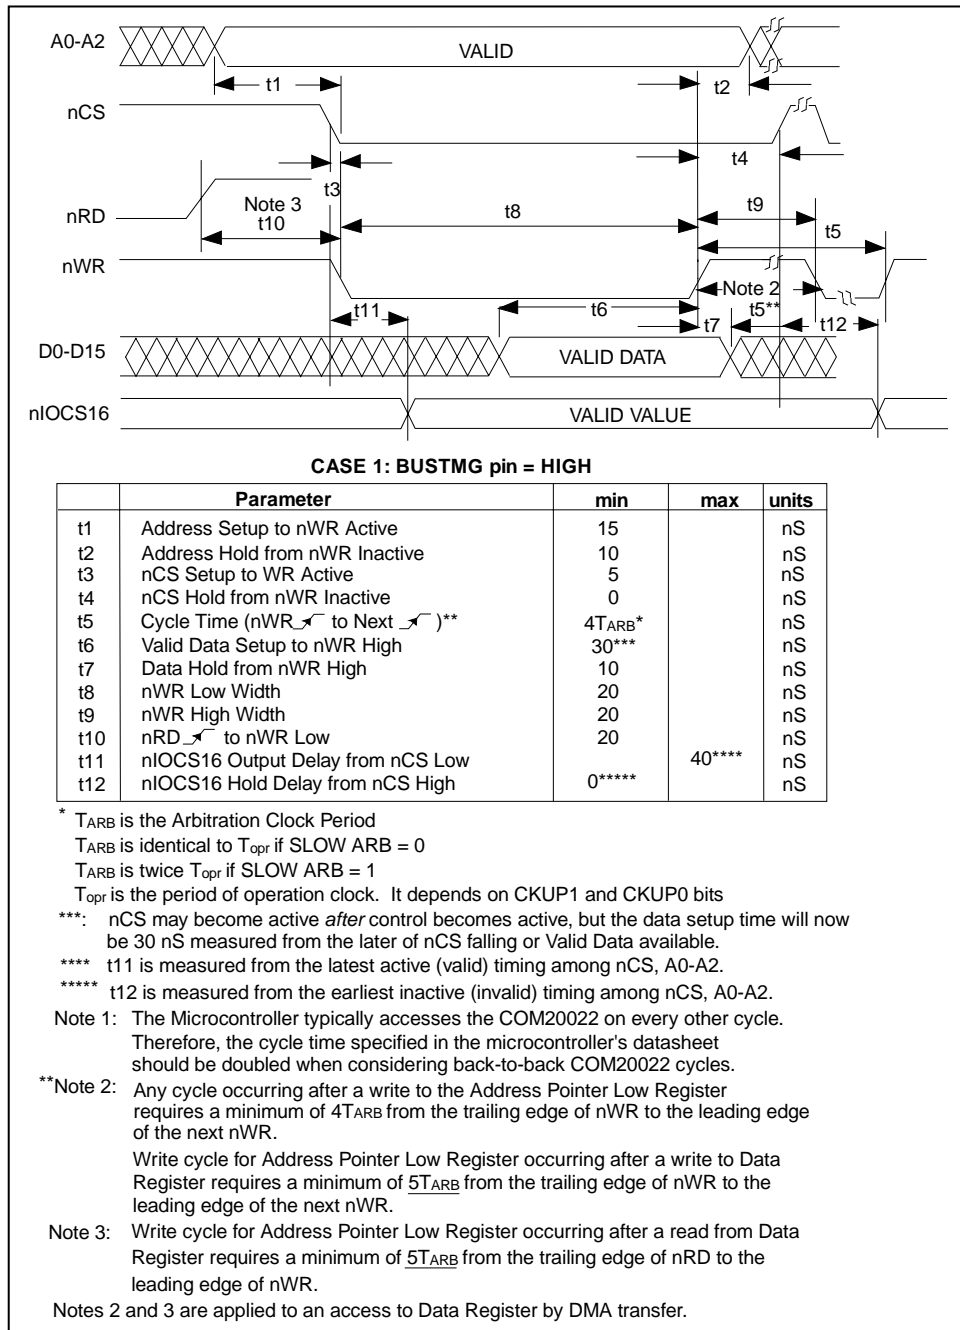 A0-A2
VALID
t1
t2
nCS
t3
t4
nRD
Note 3
t10
t8
t9
t5
nWR
Note 2
t5**
t11
t6
t7
t12
D0-D15
VALID DATA
nIOCS16
VALID VALUE
CASE 1: BUSTMG pin = HIGH
Parameter min max units
t1 Address Setup to nWR Active 15 nS
t2 Address Hold from nWR Inactive 10 nS
t3 nCS Setup to WR Active 5 nS
t4 nCS Hold from nWR Inactive 0 nS
t5 Cycle Time (nWR to Next )** 4TARB* nS
t6 Valid Data Setup to nWR High 30*** nS
t7 Data Hold from nWR High 10 nS
t8 nWR Low Width 20 nS
t9 nWR High Width 20 nS
t10 nRD to nWR Low 20 nS
t11 nIOCS16 Output Delay from nCS Low 40**** nS
t12 nIOCS16 Hold Delay from nCS High 0***** nS
* TARB is the Arbitration Clock Period
TARB is identical to Topr if SLOW ARB = 0
TARB is twice Topr if SLOW ARB = 1
Topr is the period of operation clock. It depends on CKUP1 and CKUP0 bits
***: nCS may become active after control becomes active, but the data setup time will now
be 30 nS measured from the later of nCS falling or Valid Data available.
**** t11 is measured from the latest active (valid) timing among nCS, A0-A2.
***** t12 is measured from the earliest inactive (invalid) timing among nCS, A0-A2.
Note 1: The Microcontroller typically accesses the COM20022 on every other cycle.
Therefore, the cycle time specified in the microcontroller's datasheet
should be doubled when considering back-to-back COM20022 cycles.
**Note 2: Any cycle occurring after a write to the Address Pointer Low Register
requires a minimum of 4TARB from the trailing edge of nWR to the leading edge
of the next nWR.
Write cycle for Address Pointer Low Register occurring after a write to Data
Register requires a minimum of 5TARB from the trailing edge of nWR to the
leading edge of the next nWR.
Note 3: Write cycle for Address Pointer Low Register occurring after a read from Data
Register requires a minimum of 5TARB from the trailing edge of nRD to the
leading edge of nWR.
Notes 2 and 3 are applied to an access to Data Register by DMA transfer.